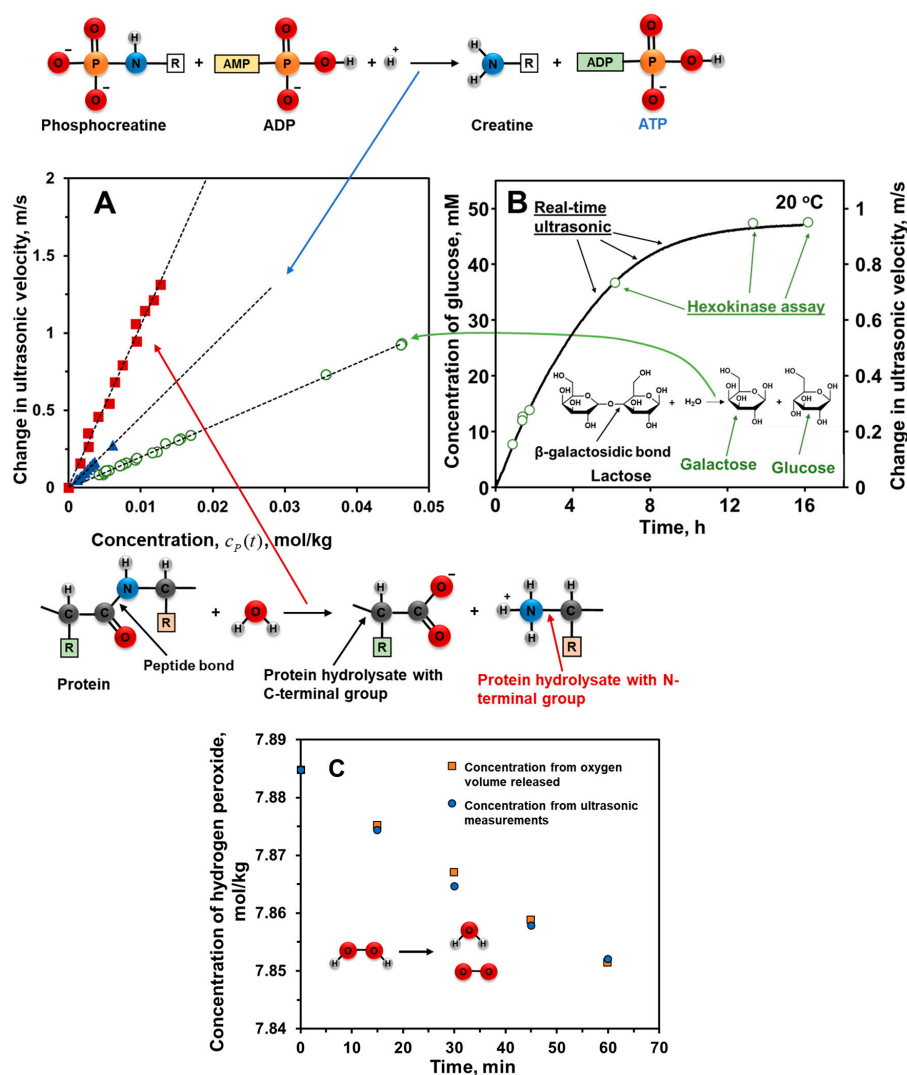 O
O
H
−
H
+
H
O
P
N
R
+
AMP
P
O
H
+
H
N
R
+
ADP
P
O
H
H
O
−
O
−
O
−
Phosphocreatine
ADP
Creatine
ATP
Change in ultrasonic velocity, m/s
2
1.5
1
0.5
0
A
0
0.01
0.02
0.03
0.04
0.05
Concentration, c_P(t), mol/kg
Concentration of glucose, mM
50
40
30
20
10
0
B
20 °C
Real-time
ultrasonic
Hexokinase assay
HO
OH
O
+ H₂O
+
β-galactosidic bond
Lactose
Galactose
Glucose
1
0.8
0.6
0.4
0.2
0
Change in ultrasonic velocity, m/s
0
4
8
12
16
Time, h
H
H
N
C
C
C
O
R
R
+
O
H
H
H
C
C
O
−
O
R
+
+
H
H
N
C
H
H
R
Peptide bond
Protein
Protein hydrolysate with
C-terminal group
Protein hydrolysate with N-
terminal group
Concentration of hydrogen peroxide,
mol/kg
7.89
7.88
7.87
7.86
7.85
7.84
C
Concentration from oxygen
volume released
Concentration from ultrasonic
measurements
H
O
O
H
O
H
H
O
O
0
10
20
30
40
50
60
70
Time, min